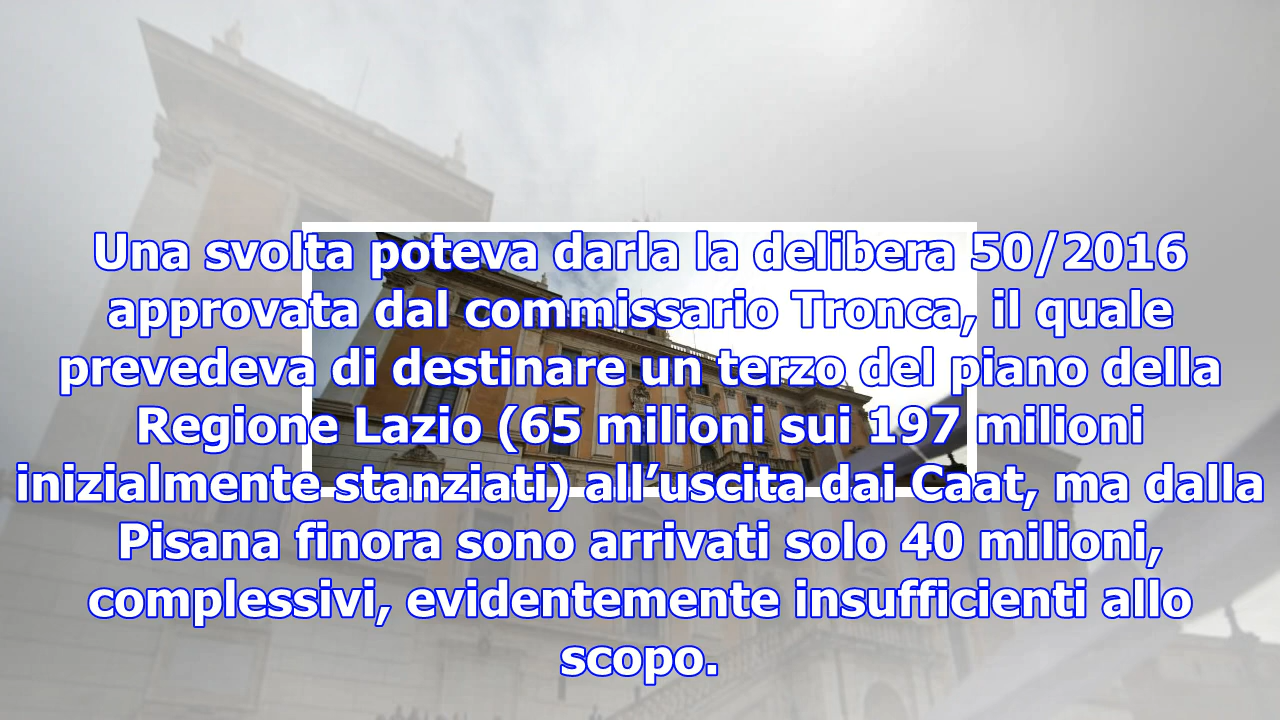 Una svolta poteva darla la delibera 50/2016
approvata dal commissario Tronca, il quale
prevedeva di destinare un terzo del piano della
Regione Lazio (65 milioni sui 197 milioni
inizialmente stanziati) all’uscita dai Caat, ma dalla
Pisana finora sono arrivati solo 40 milioni,
complessivi, evidentemente insufficienti allo
scopo.